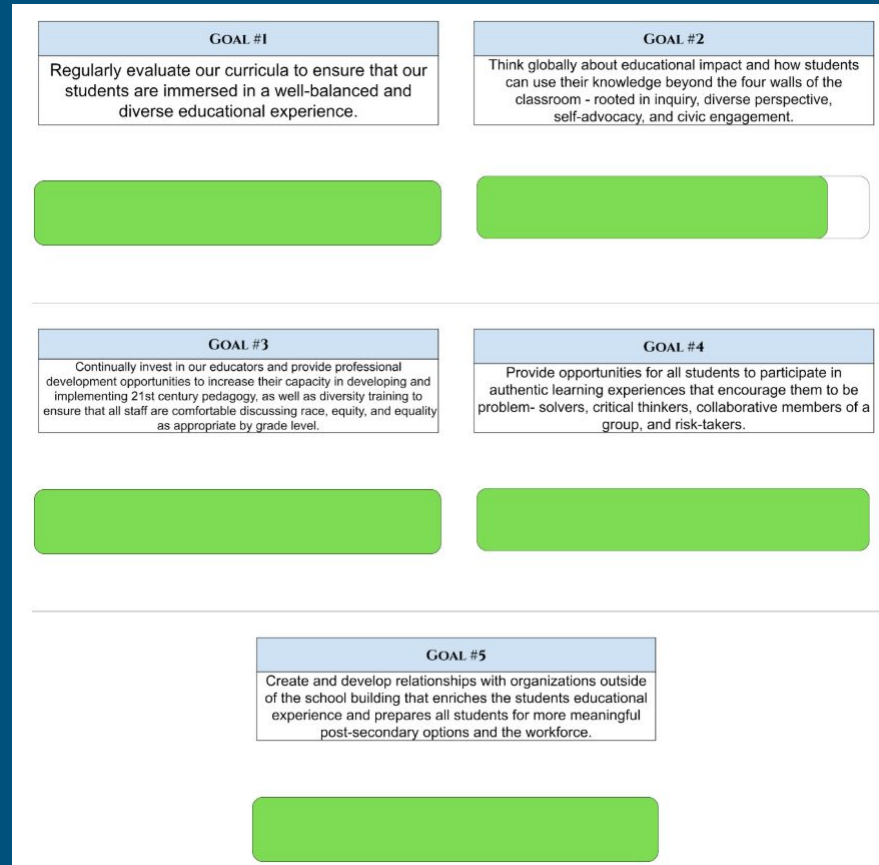 GOAL #1
Regularly evaluate our curricula to ensure that our
students are immersed in a well-balanced and
diverse educational experience.
GOAL #2
Think globally about educational impact and how students
can use their knowledge beyond the four walls of the
classroom - rooted in inquiry, diverse perspective,
self-advocacy, and civic engagement.
GOAL #3
Continually invest in our educators and provide professional
development opportunities to increase their capacity in developing and
implementing 21st century pedagogy, as well as diversity training to
ensure that all staff are comfortable discussing race, equity, and equality
as appropriate by grade level.
GOAL #4
Provide opportunities for all students to participate in
authentic learning experiences that encourage them to be
problem- solvers, critical thinkers, collaborative members of a
group, and risk-takers.
GOAL #5
Create and develop relationships with organizations outside
of the school building that enriches the students educational
experience and prepares all students for more meaningful
post-secondary options and the workforce.